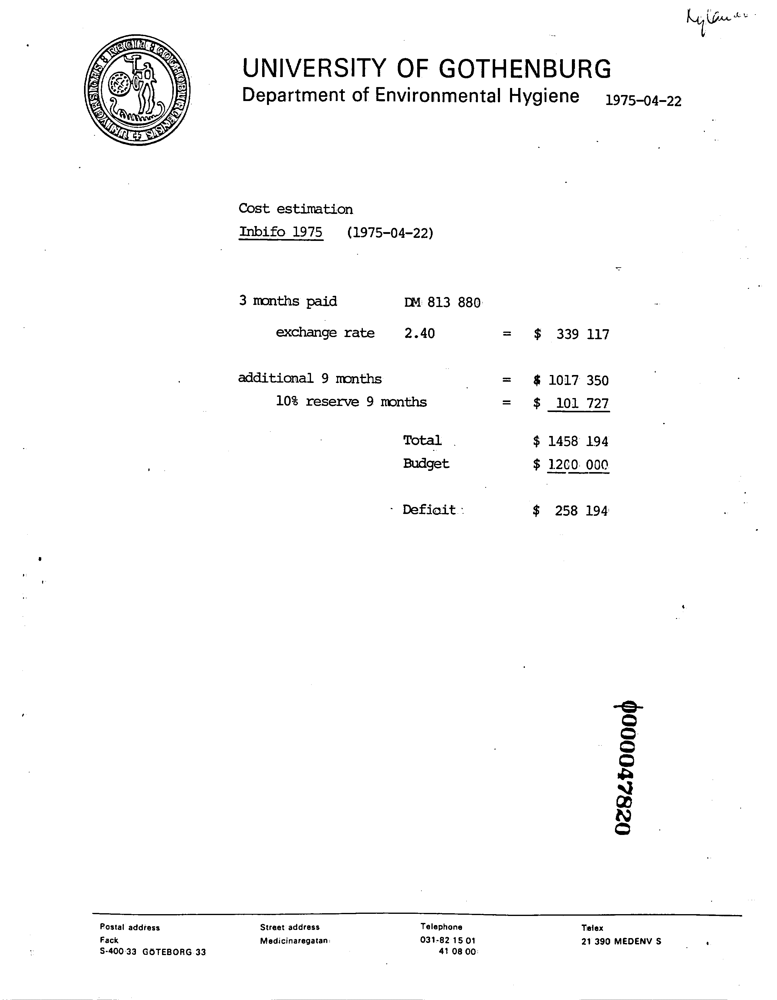 Rylander
UNIVERSITY OF GOTHENBURG
Department of Environmental Hygiene 1975-04-22
Cost estimation
Inbifo 1975 (1975-04-22)
3 months paid DM 813 880
exchange rate 2.40 = $ 339 117
additional 9 months = $ 1017 350
10% reserve 9 months = $ 101 727
Total $ 1458 194
Budget $ 1200 000
Deficit $ 258 194
0000047820
Postal address Street address Telephone Telex
Fack Medicinaregatan 031-82 15 01 21 390 MEDENV S
S-400 33 GÖTEBORG 33 41 08 00